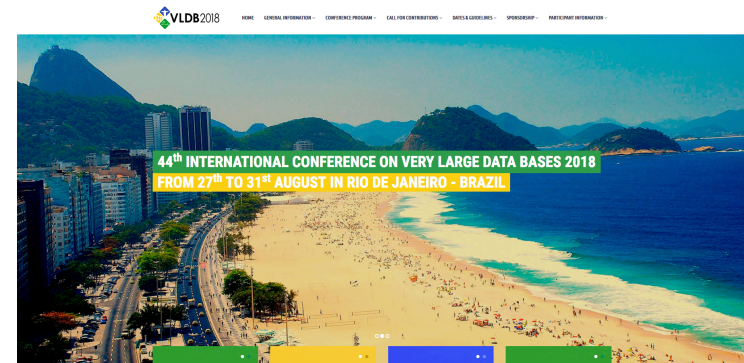 VLDB2018
HOME GENERAL INFORMATION CONFERENCE PROGRAM CALL FOR CONTRIBUTIONS DATES & GUIDELINES SPONSORSHIP PARTICIPANT INFORMATION
44th INTERNATIONAL CONFERENCE ON VERY LARGE DATA BASES 2018
FROM 27th TO 31st AUGUST IN RIO DE JANEIRO - BRAZIL